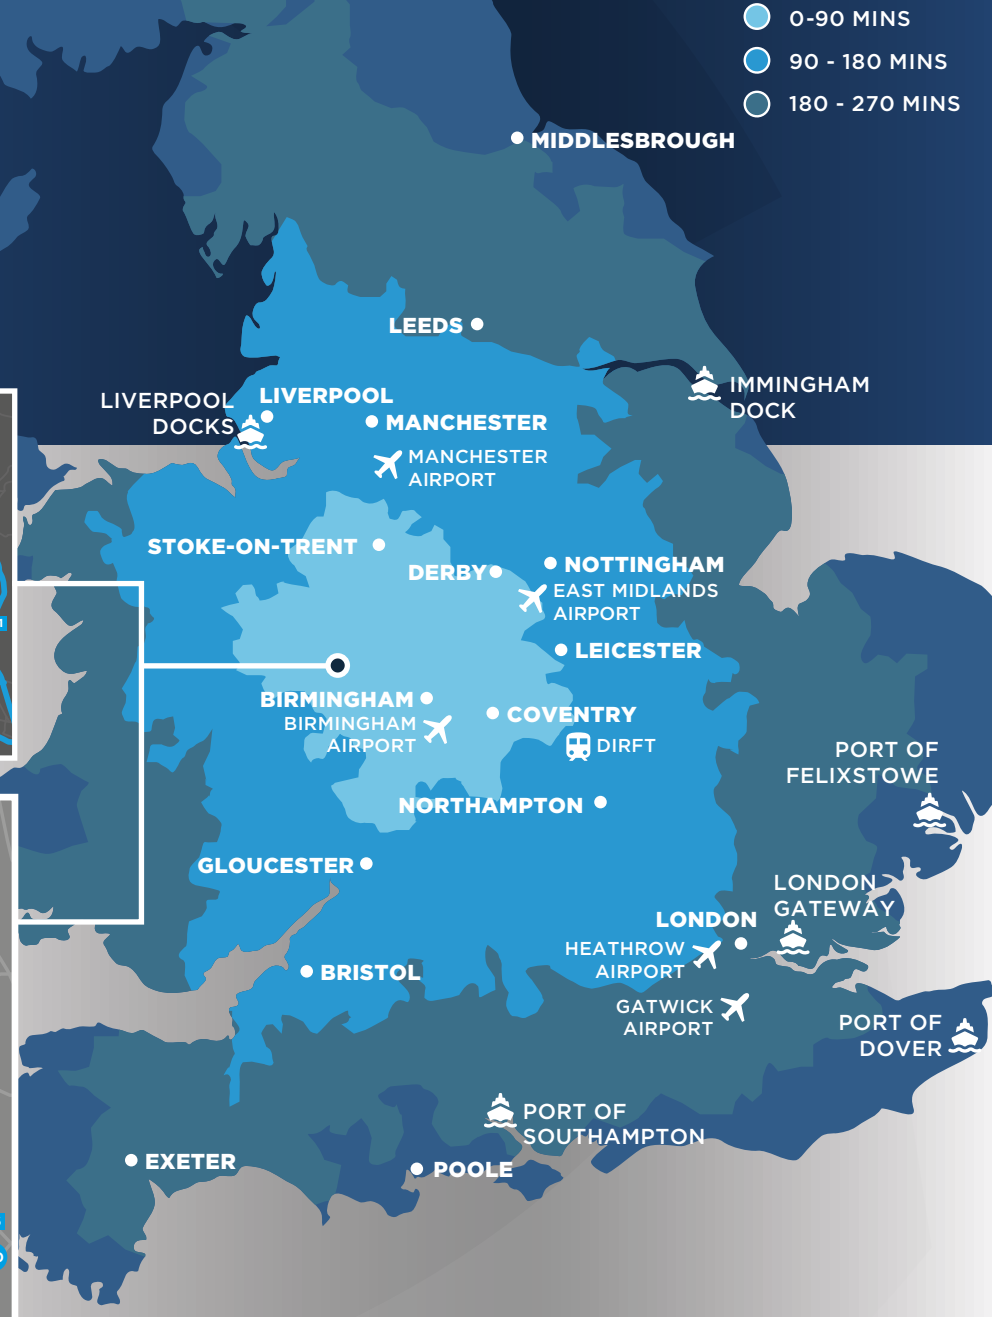 0-90 MINS
90 - 180 MINS
180 - 270 MINS
MIDDLESBROUGH
LEEDS
IMMINGHAM
DOCK
LIVERPOOL
DOCKS
LIVERPOOL
MANCHESTER
MANCHESTER
AIRPORT
STOKE-ON-TRENT
DERBY
NOTTINGHAM
EAST MIDLANDS
AIRPORT
LEICESTER
BIRMINGHAM
BIRMINGHAM
AIRPORT
COVENTRY
DIRFT
PORT OF
FELIXSTOWE
NORTHAMPTON
GLOUCESTER
LONDON
GATEWAY
LONDON
HEATHROW
AIRPORT
BRISTOL
GATWICK
AIRPORT
PORT OF
DOVER
PORT OF
SOUTHAMPTON
EXETER
POOLE